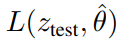 L(z_test, θ̂)